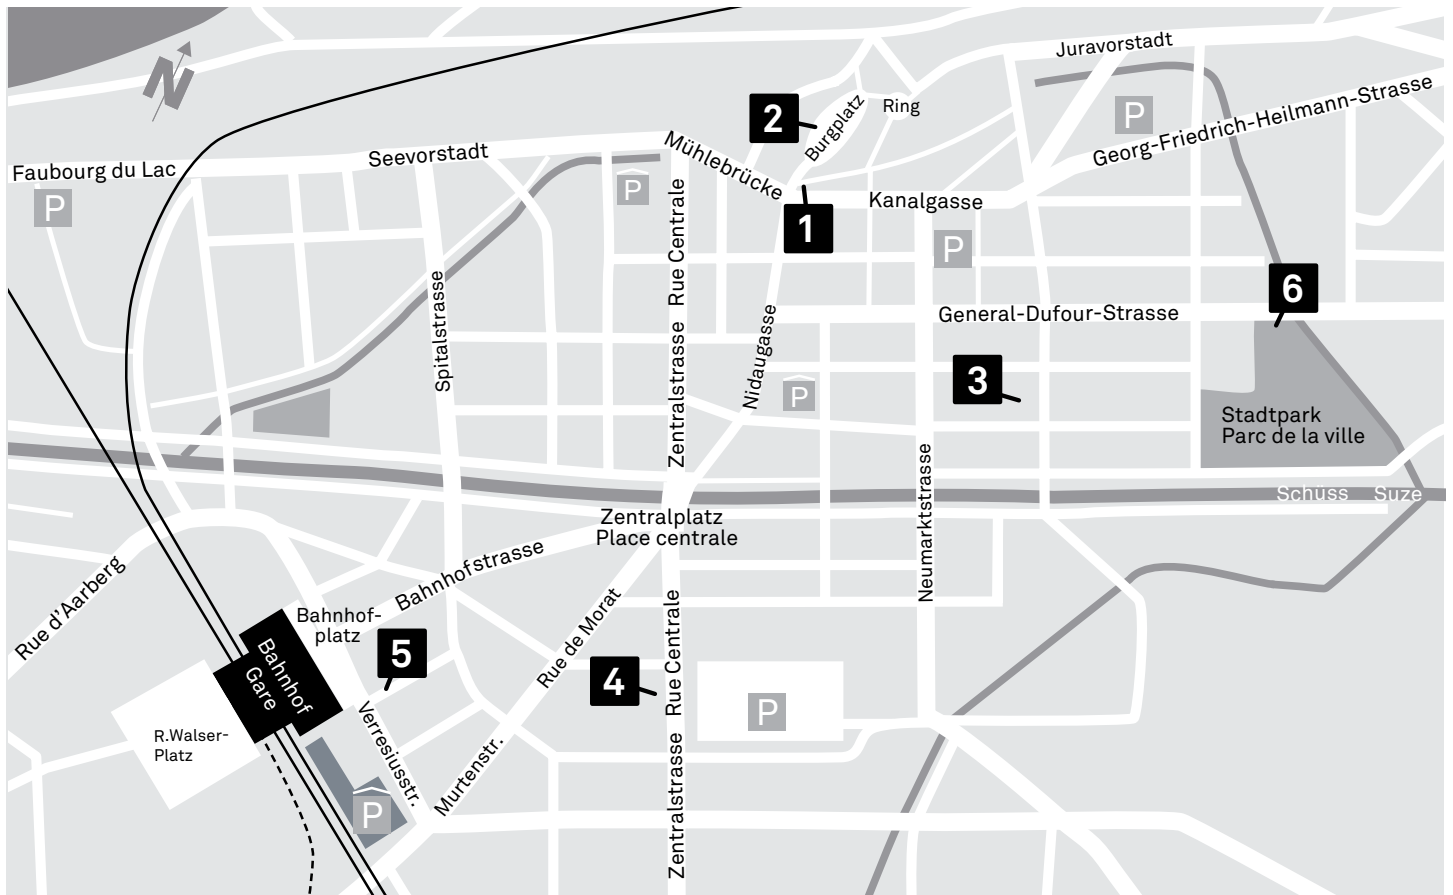 N
Juravorstadt
Ring
2
Burgplatz
P
Georg-Friedrich-Heilmann-Strasse
Faubourg du Lac
Seevorstadt
Mühlebrücke
P
P
Rue Centrale
Kanalgasse
1
P
6
General-Dufour-Strasse
Spitalstrasse
Zentralstrasse
Nidaugasse
P
3
Stadtpark
Parc de la ville
Neumarktstrasse
Schüss
Suze
Zentralplatz
Place centrale
Bahnhofstrasse
Rue d'Aarberg
Bahnhof-
platz
5
Rue de Morat
4
Rue Centrale
P
Bahnhof
Gare
R.Walser-
Platz
Verresiusstr.
Murtenstr.
P
Zentralstrasse